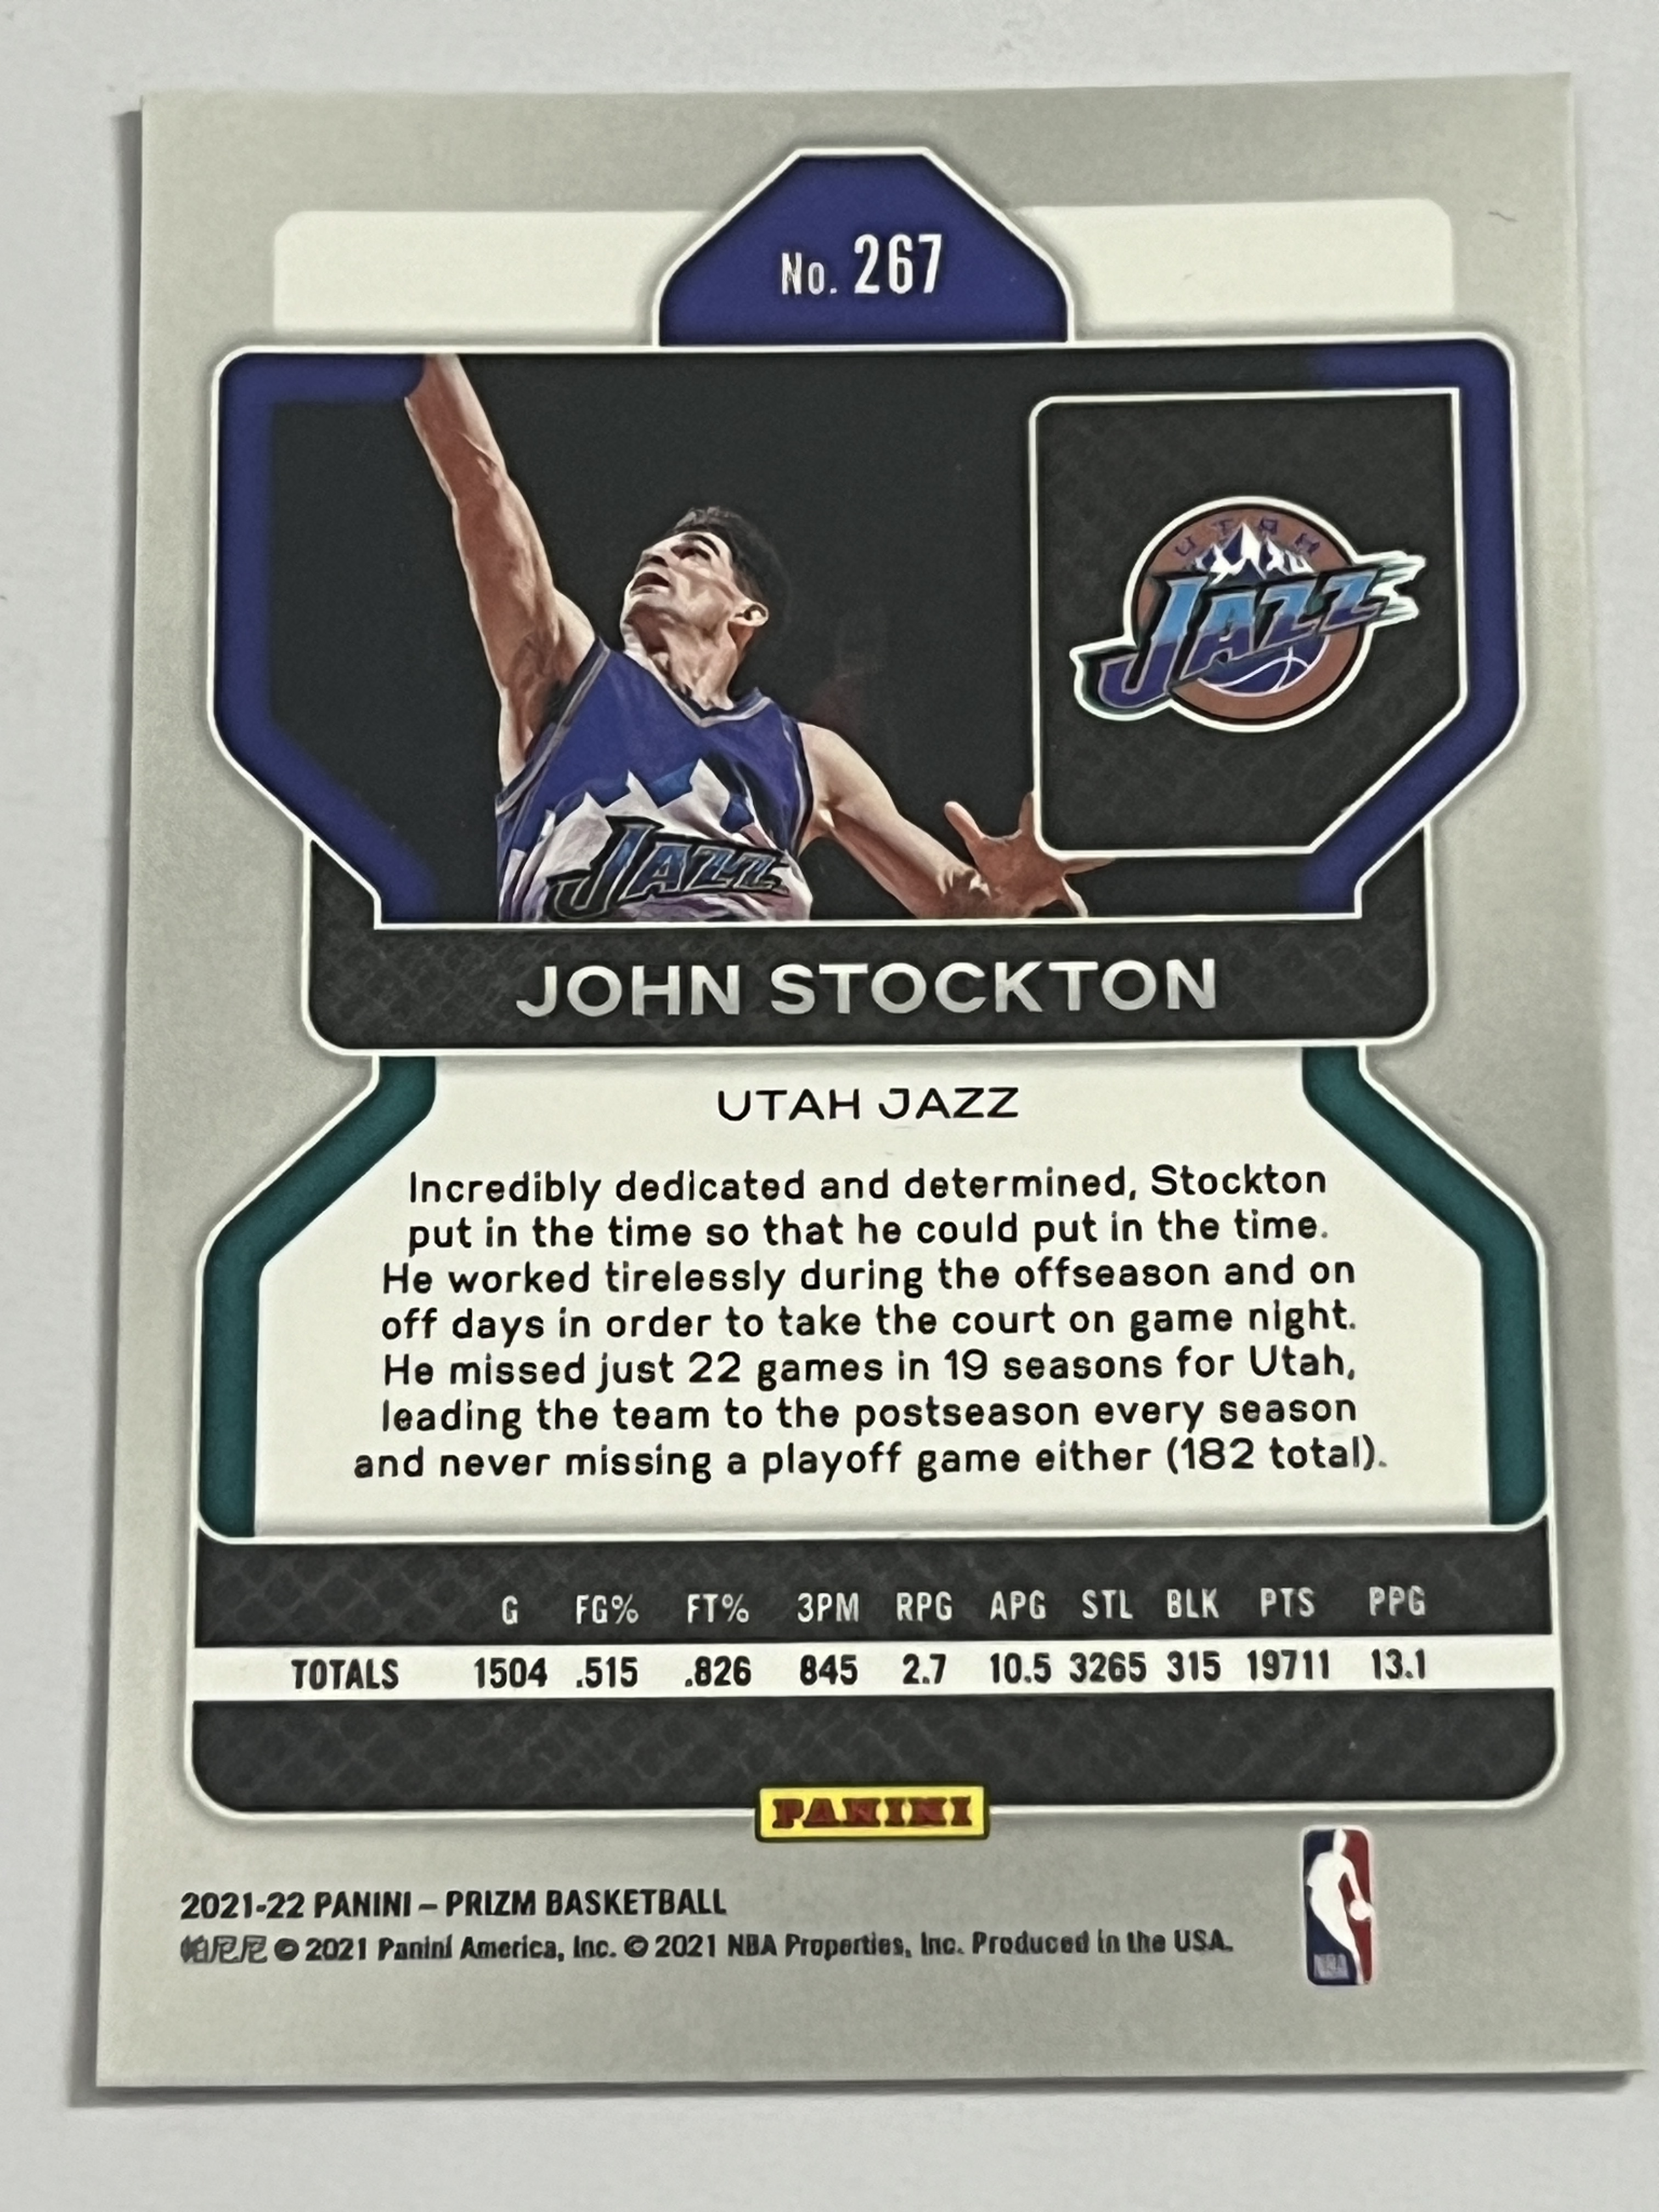 No. 267
UTAH
JAZZ
JAZZ
JOHN STOCKTON
UTAH JAZZ
Incredibly dedicated and determined, Stockton
put in the time so that he could put in the time.
He worked tirelessly during the offseason and on
off days in order to take the court on game night.
He missed just 22 games in 19 seasons for Utah,
leading the team to the postseason every season
and never missing a playoff game either (182 total).
G FG% FT% 3PM RPG APG STL BLK PTS PPG
TOTALS 1504 .515 .826 845 2.7 10.5 3265 315 19711 13.1
PANINI
2021-22 PANINI – PRIZM BASKETBALL
帕尼尼 © 2021 Panini America, Inc. © 2021 NBA Properties, Inc. Produced in the USA.
NBA